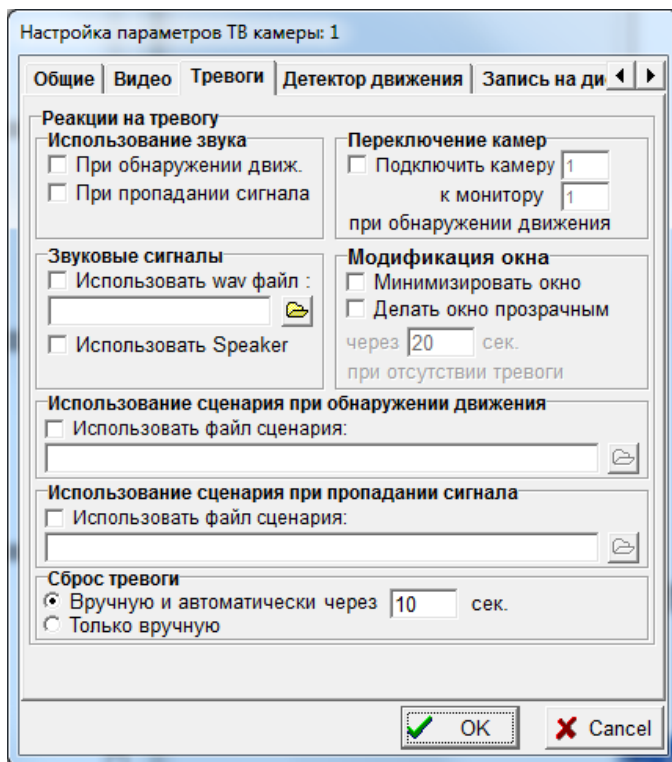 Настройка параметров ТВ камеры: 1
Общие Видео Тревоги Детектор движения Запись на ди
Реакции на тревогу
Использование звука
При обнаружении движ.
При пропадании сигнала
Переключение камер
Подключить камеру 1
к монитору 1
при обнаружении движения
Звуковые сигналы
Использовать wav файл :
Использовать Speaker
Модификация окна
Минимизировать окно
Делать окно прозрачным
через 20 сек.
при отсутствии тревоги
Использование сценария при обнаружении движения
Использовать файл сценария:
Использование сценария при пропадании сигнала
Использовать файл сценария:
Сброс тревоги
Вручную и автоматически через 10 сек.
Только вручную
OK Cancel